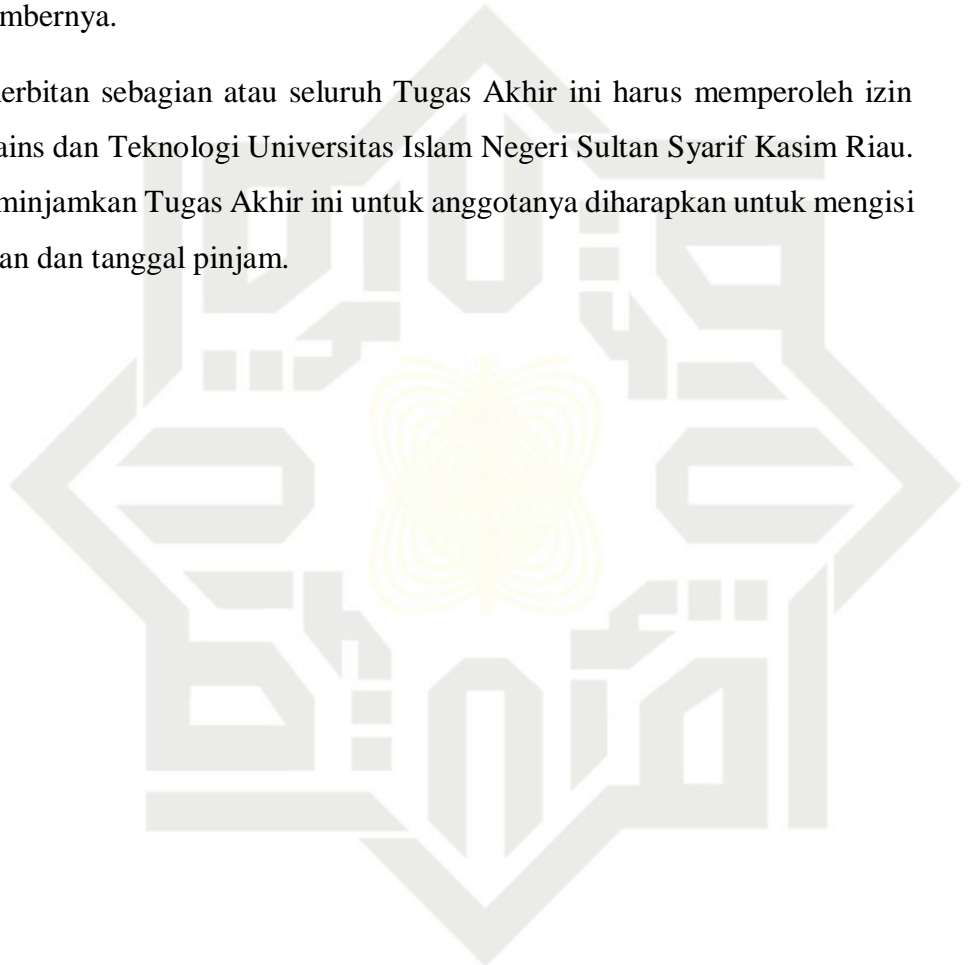 mbernya.
erbitan sebagian atau seluruh Tugas Akhir ini harus memperoleh izin
ains dan Teknologi Universitas Islam Negeri Sultan Syarif Kasim Riau.
minjamkan Tugas Akhir ini untuk anggotanya diharapkan untuk mengisi
an dan tanggal pinjam.